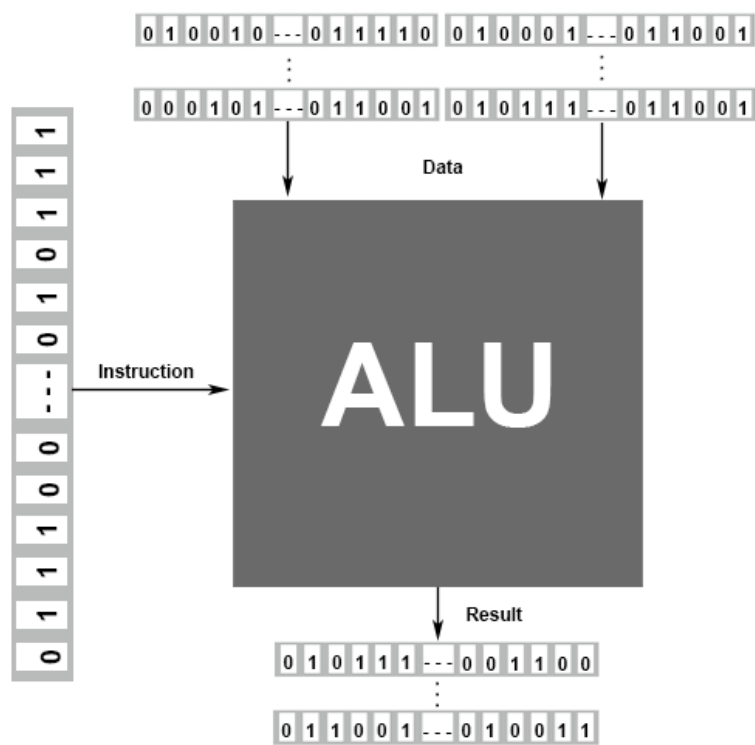 0 1 0 0 1 0 --- 0 1 1 1 1 0 0 1 0 0 0 1 --- 0 1 1 0 0 1
0 0 0 1 0 1 --- 0 1 1 0 0 1 0 1 0 1 1 1 --- 0 1 1 0 0 1
Data
0 1 1 1 0 0 --- 0 1 0 1 1 1
Instruction
ALU
Result
0 1 0 1 1 1 --- 0 0 1 1 0 0
0 1 1 0 0 1 --- 0 1 0 0 1 1